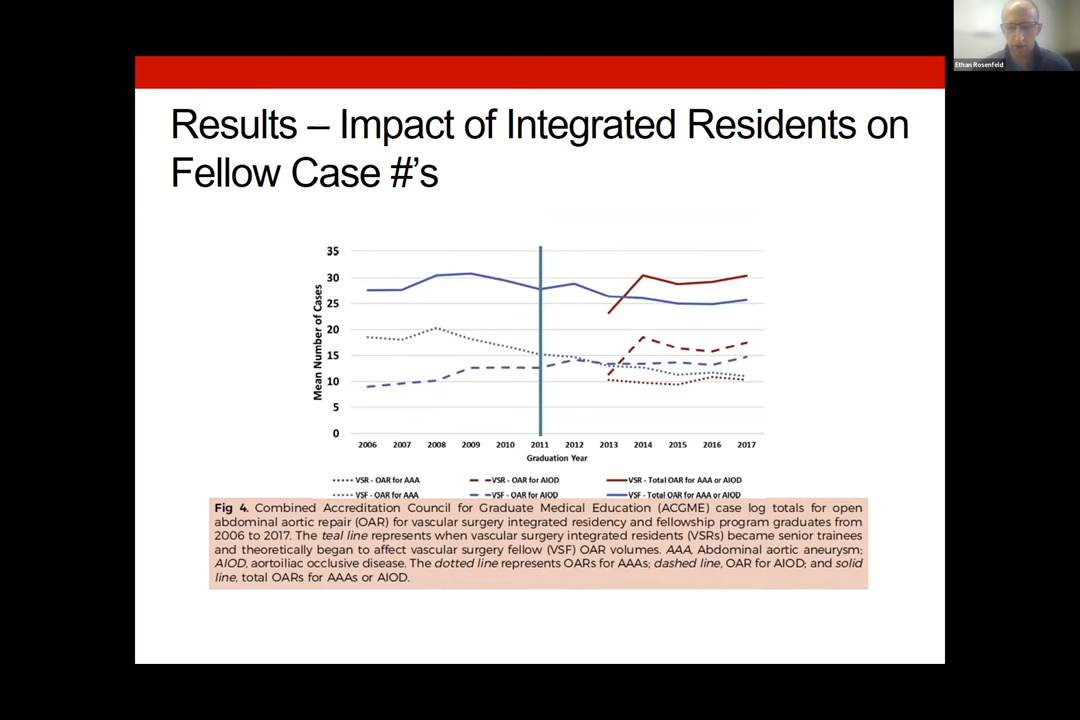 Ethan Rosenfeld
Results – Impact of Integrated Residents on
Fellow Case #’s
35
30
25
20
15
10
5
0
Mean Number of Cases
2006 2007 2008 2009 2010 2011 2012 2013 2014 2015 2016 2017
Graduation Year
VSR - OAR for AAA VSR - OAR for AIOD VSR - Total OAR for AAA or AIOD
VSF - OAR for AAA VSF - OAR for AIOD VSF - Total OAR for AAA or AIOD
Fig 4. Combined Accreditation Council for Graduate Medical Education (ACGME) case log totals for open
abdominal aortic repair (OAR) for vascular surgery integrated residency and fellowship program graduates from
2006 to 2017. The teal line represents when vascular surgery integrated residents (VSRs) became senior trainees
and theoretically began to affect vascular surgery fellow (VSF) OAR volumes. AAA, Abdominal aortic aneurysm;
AIOD, aortoiliac occlusive disease. The dotted line represents OARs for AAAs; dashed line, OAR for AIOD; and solid
line, total OARs for AAAs or AIOD.